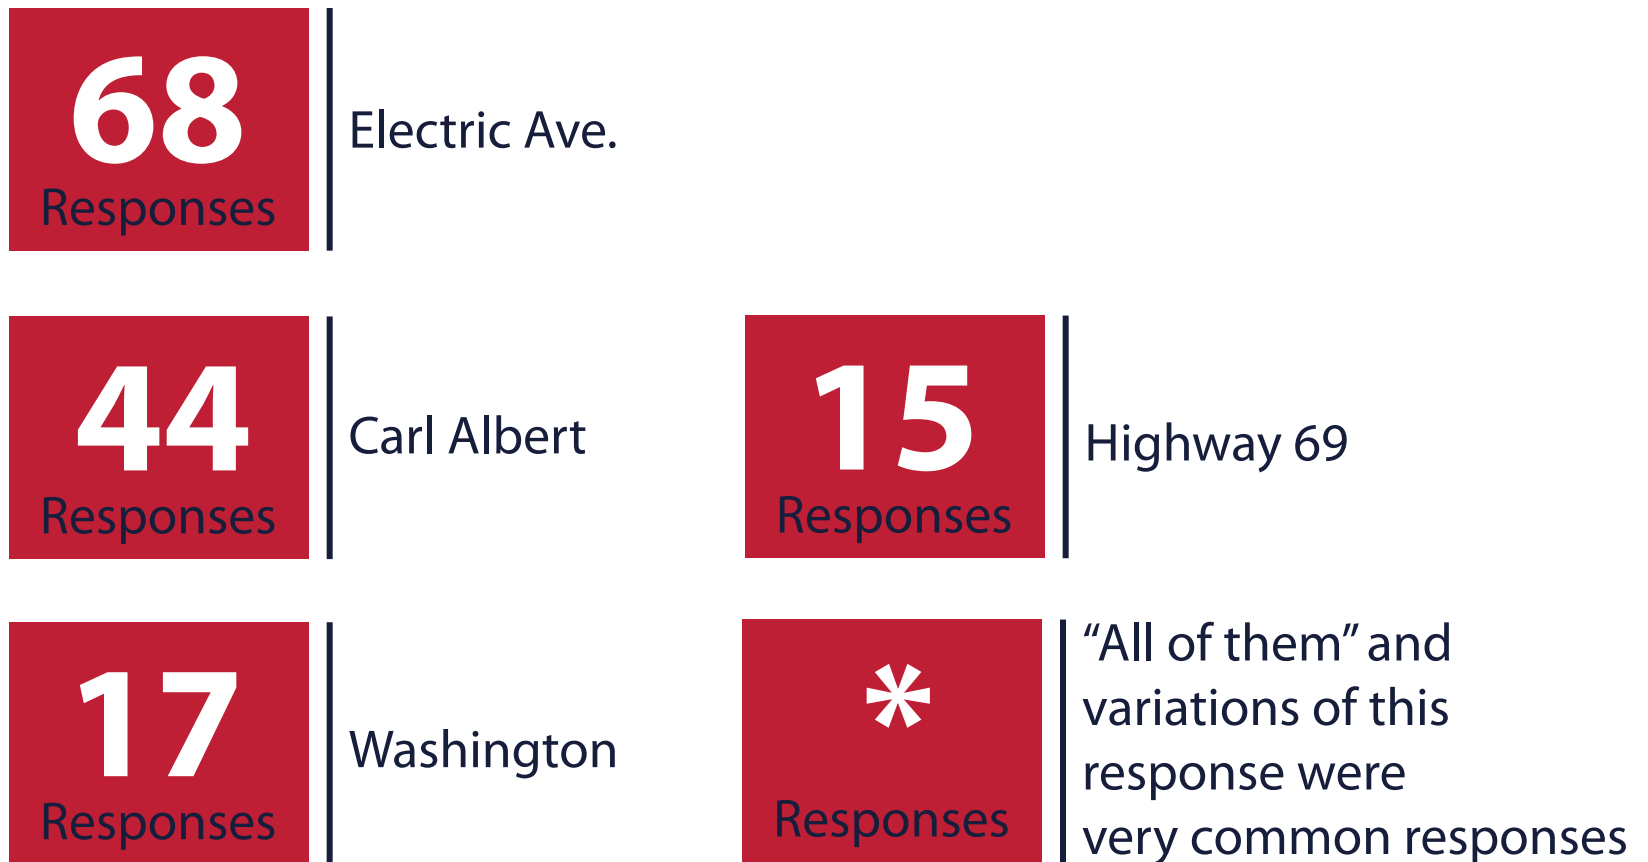 68
Responses
Electric Ave.
44
Responses
Carl Albert
15
Responses
Highway 69
17
Responses
Washington
*
Responses
“All of them” and
variations of this
response were
very common responses